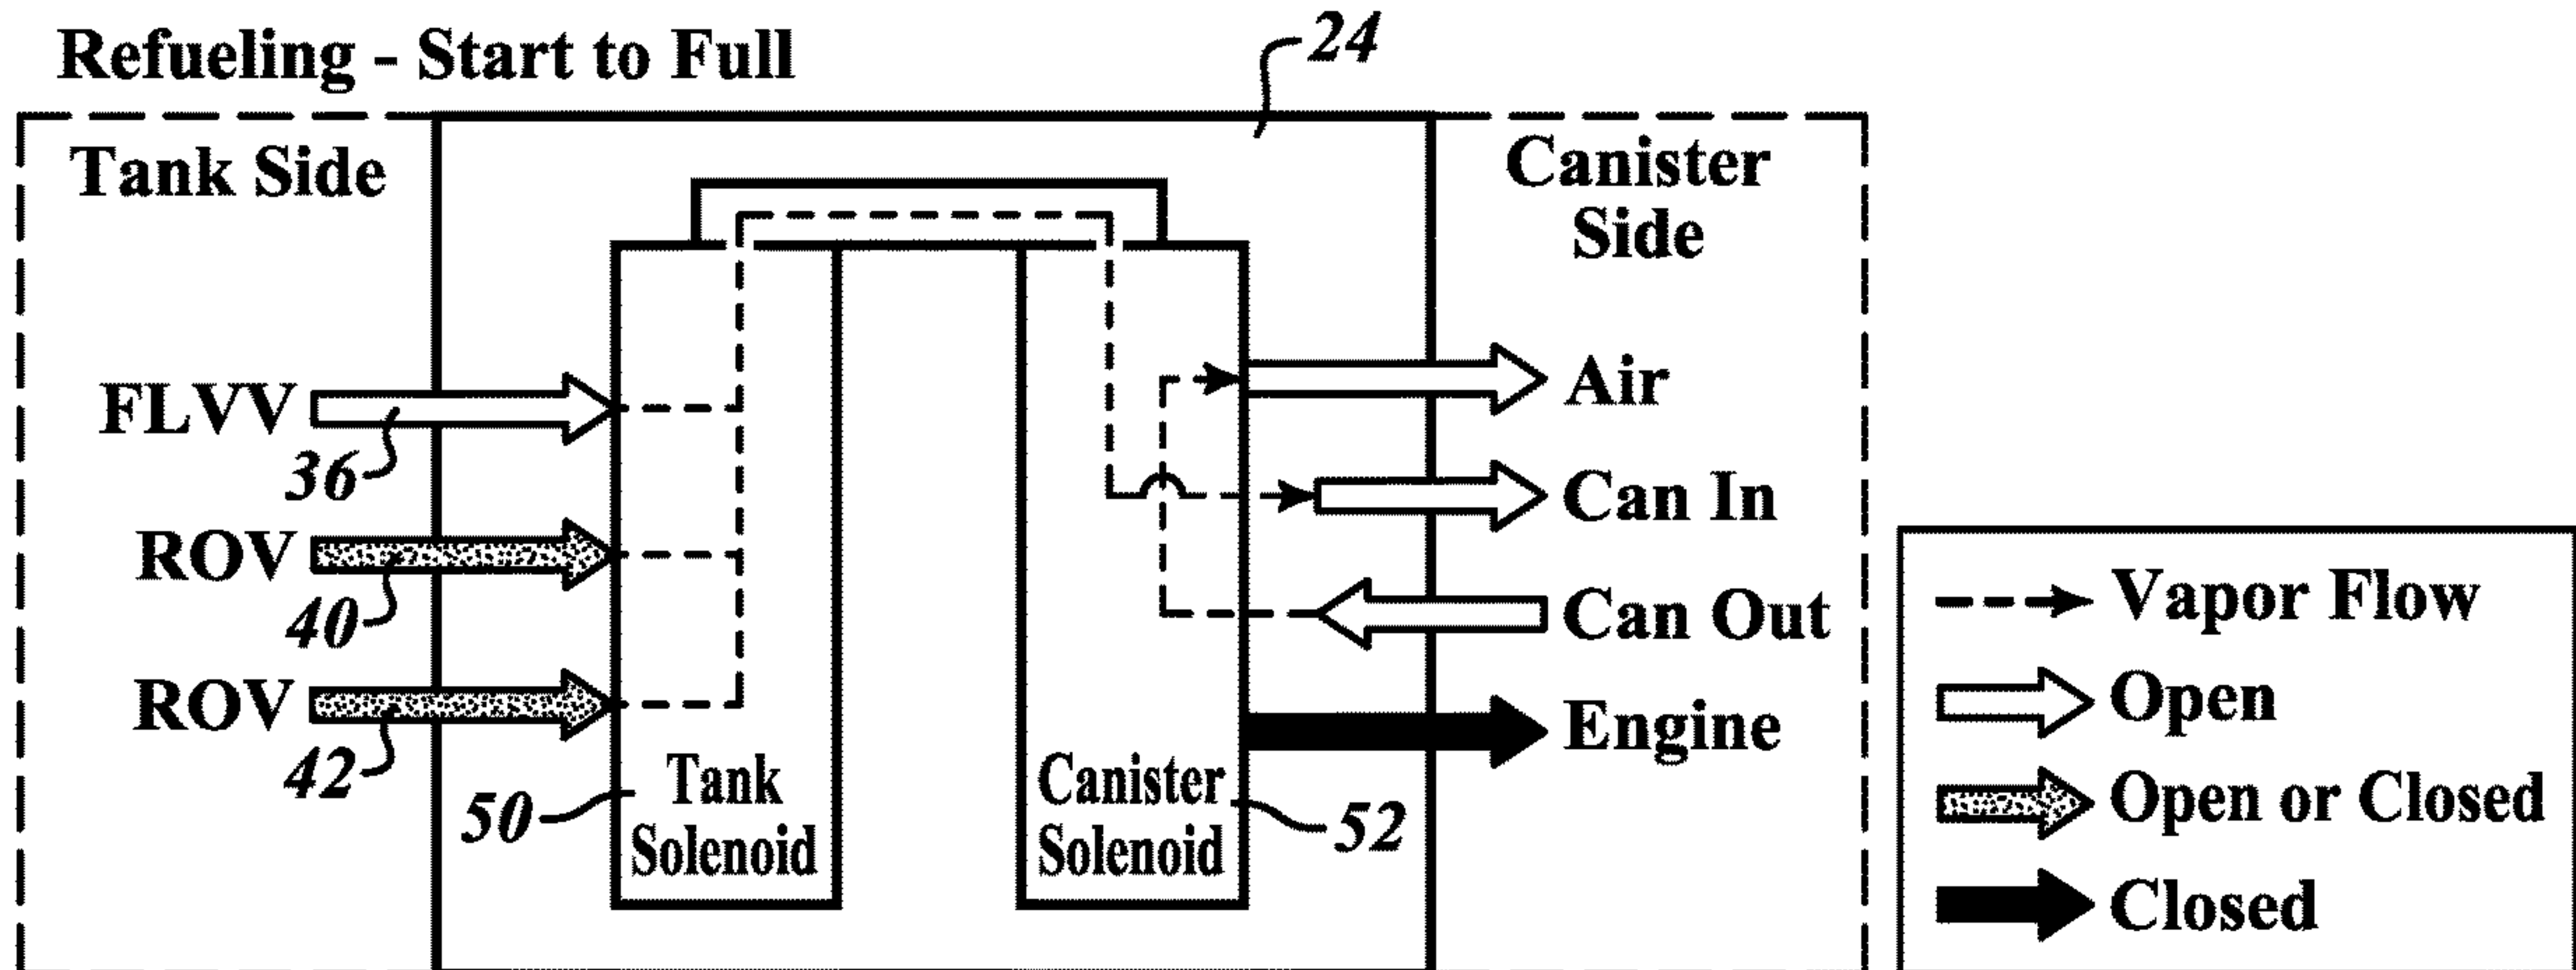 Refueling - Start to Full
24
Tank Side
Canister
Side
FLVV
36
ROV
40
ROV
42
50
Tank
Solenoid
Canister
Solenoid
52
Air
Can In
Can Out
Engine
Vapor Flow
Open
Open or Closed
Closed